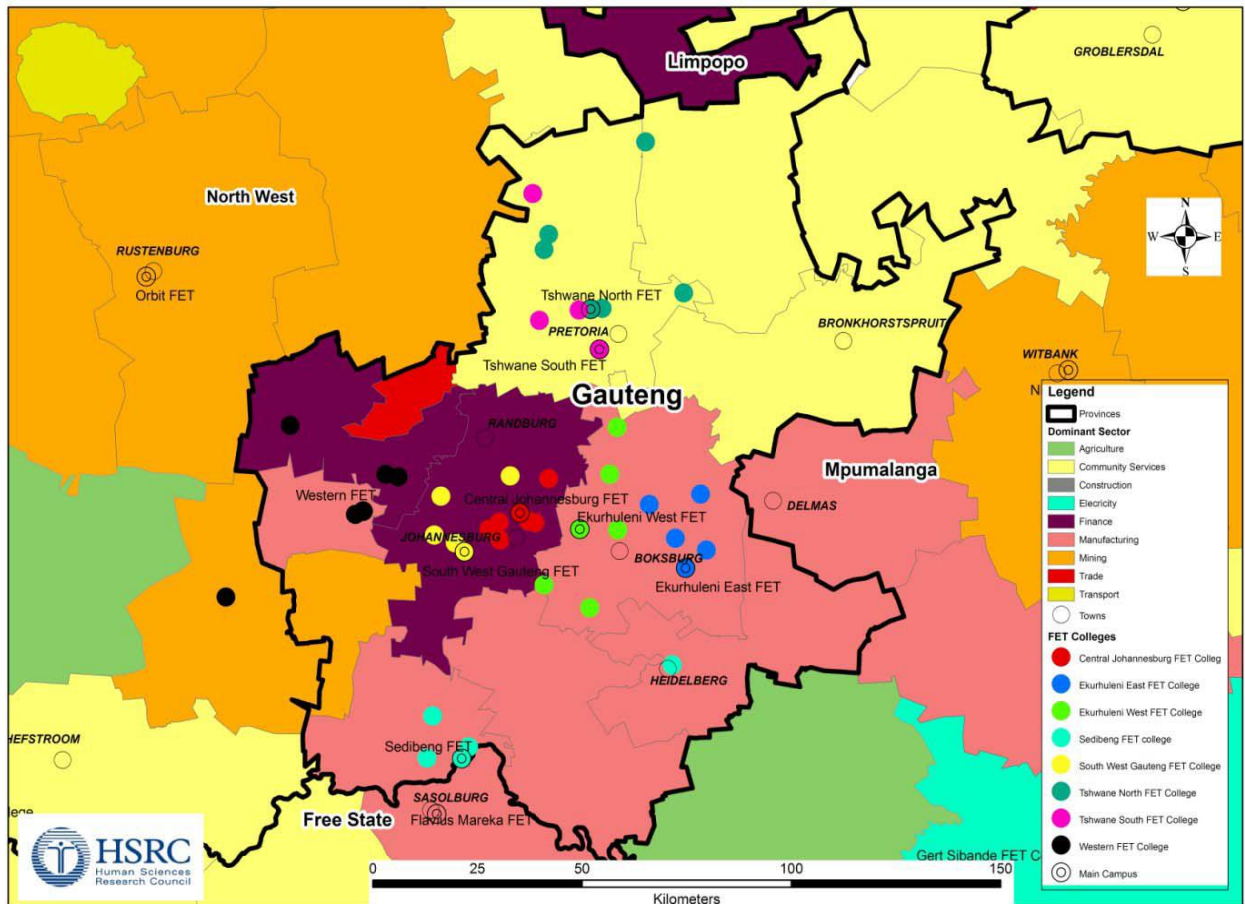 Limpopo
GROBLERSDAL
North West
N
W E
S
RUSTENBURG
Orbit FET
Tshwane North FET
PRETORIA
BRONKHORSTSPRUIT
Tshwane South FET
WITBANK
N
Gauteng
RANDBURG
Mpumalanga
Western FET
Central Johannesburg FET
DELMAS
Ekurhuleni West FET
JOHANNESBURG
BOKSBURG
South West Gauteng FET
Ekurhuleni East FET
HEIDELBERG
HEFSTROOM
Sedibeng FET
SASOLBURG
Free State
Flavius Mareka FET
lege
Gert Sibande FET C
Legend
Provinces
Dominant Sector
Agriculture
Community Services
Construction
Elecricity
Finance
Manufacturing
Mining
Trade
Transport
Towns
FET Colleges
Central Johannesburg FET Colleg
Ekurhuleni East FET College
Ekurhuleni West FET College
Sedibeng FET college
South West Gauteng FET College
Tshwane North FET College
Tshwane South FET College
Western FET College
Main Campus
HSRC
Human Sciences
Research Council
0 25 50 100 150
Kilometers